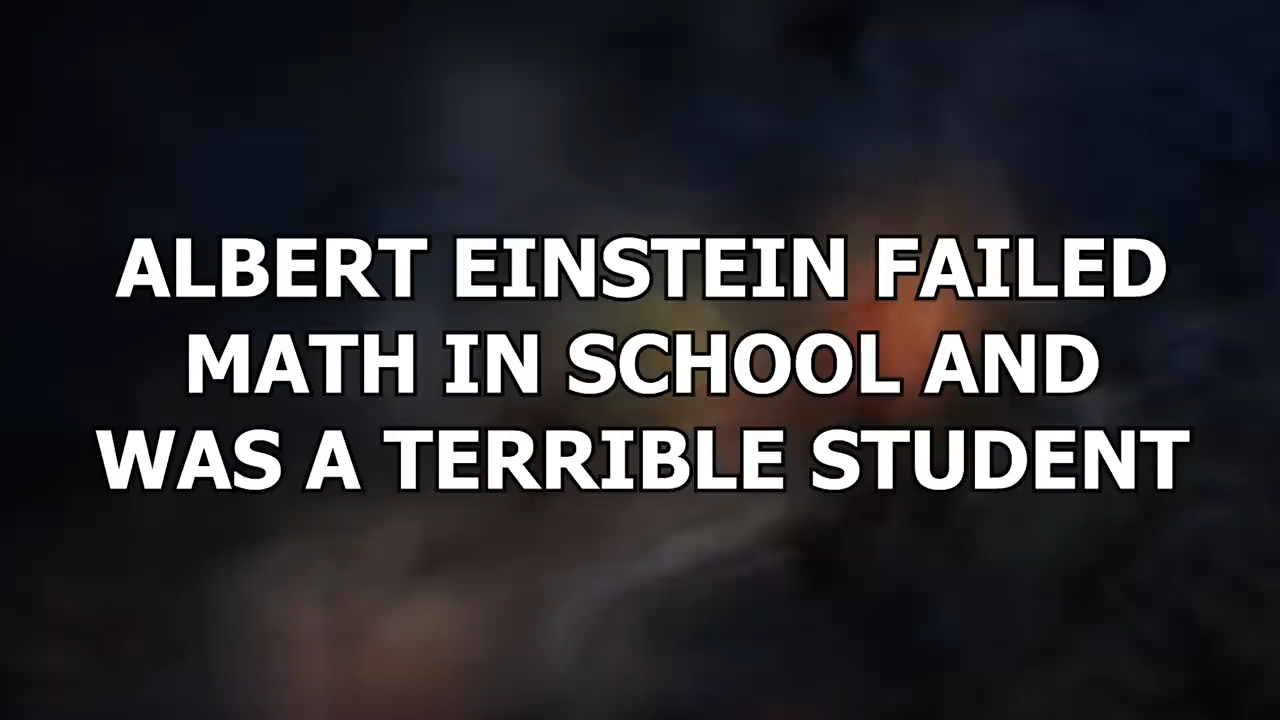 ALBERT EINSTEIN FAILED
MATH IN SCHOOL AND
WAS A TERRIBLE STUDENT